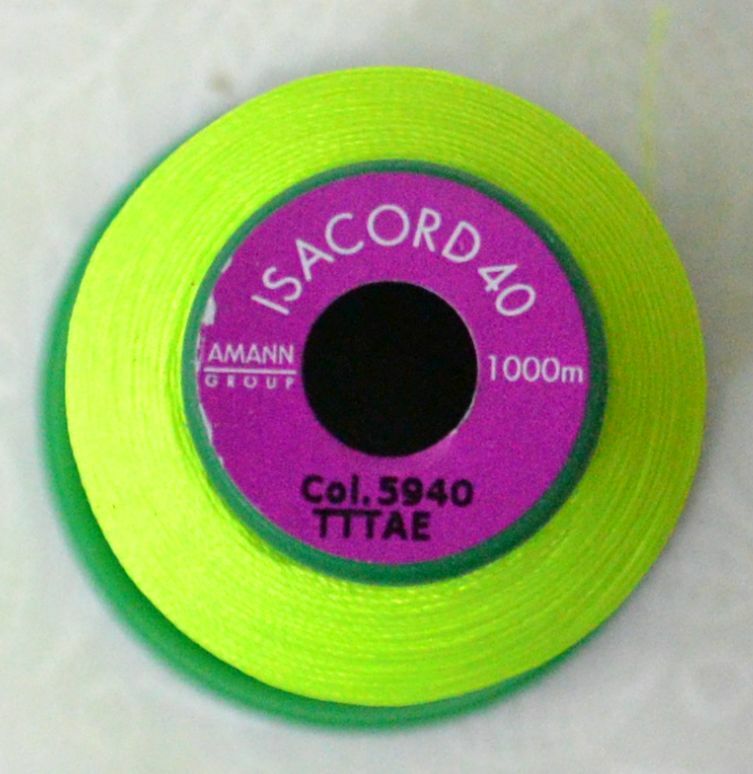 ISACORD 40
AMANN
GROUP
1000m
Col. 5940
TTTAE